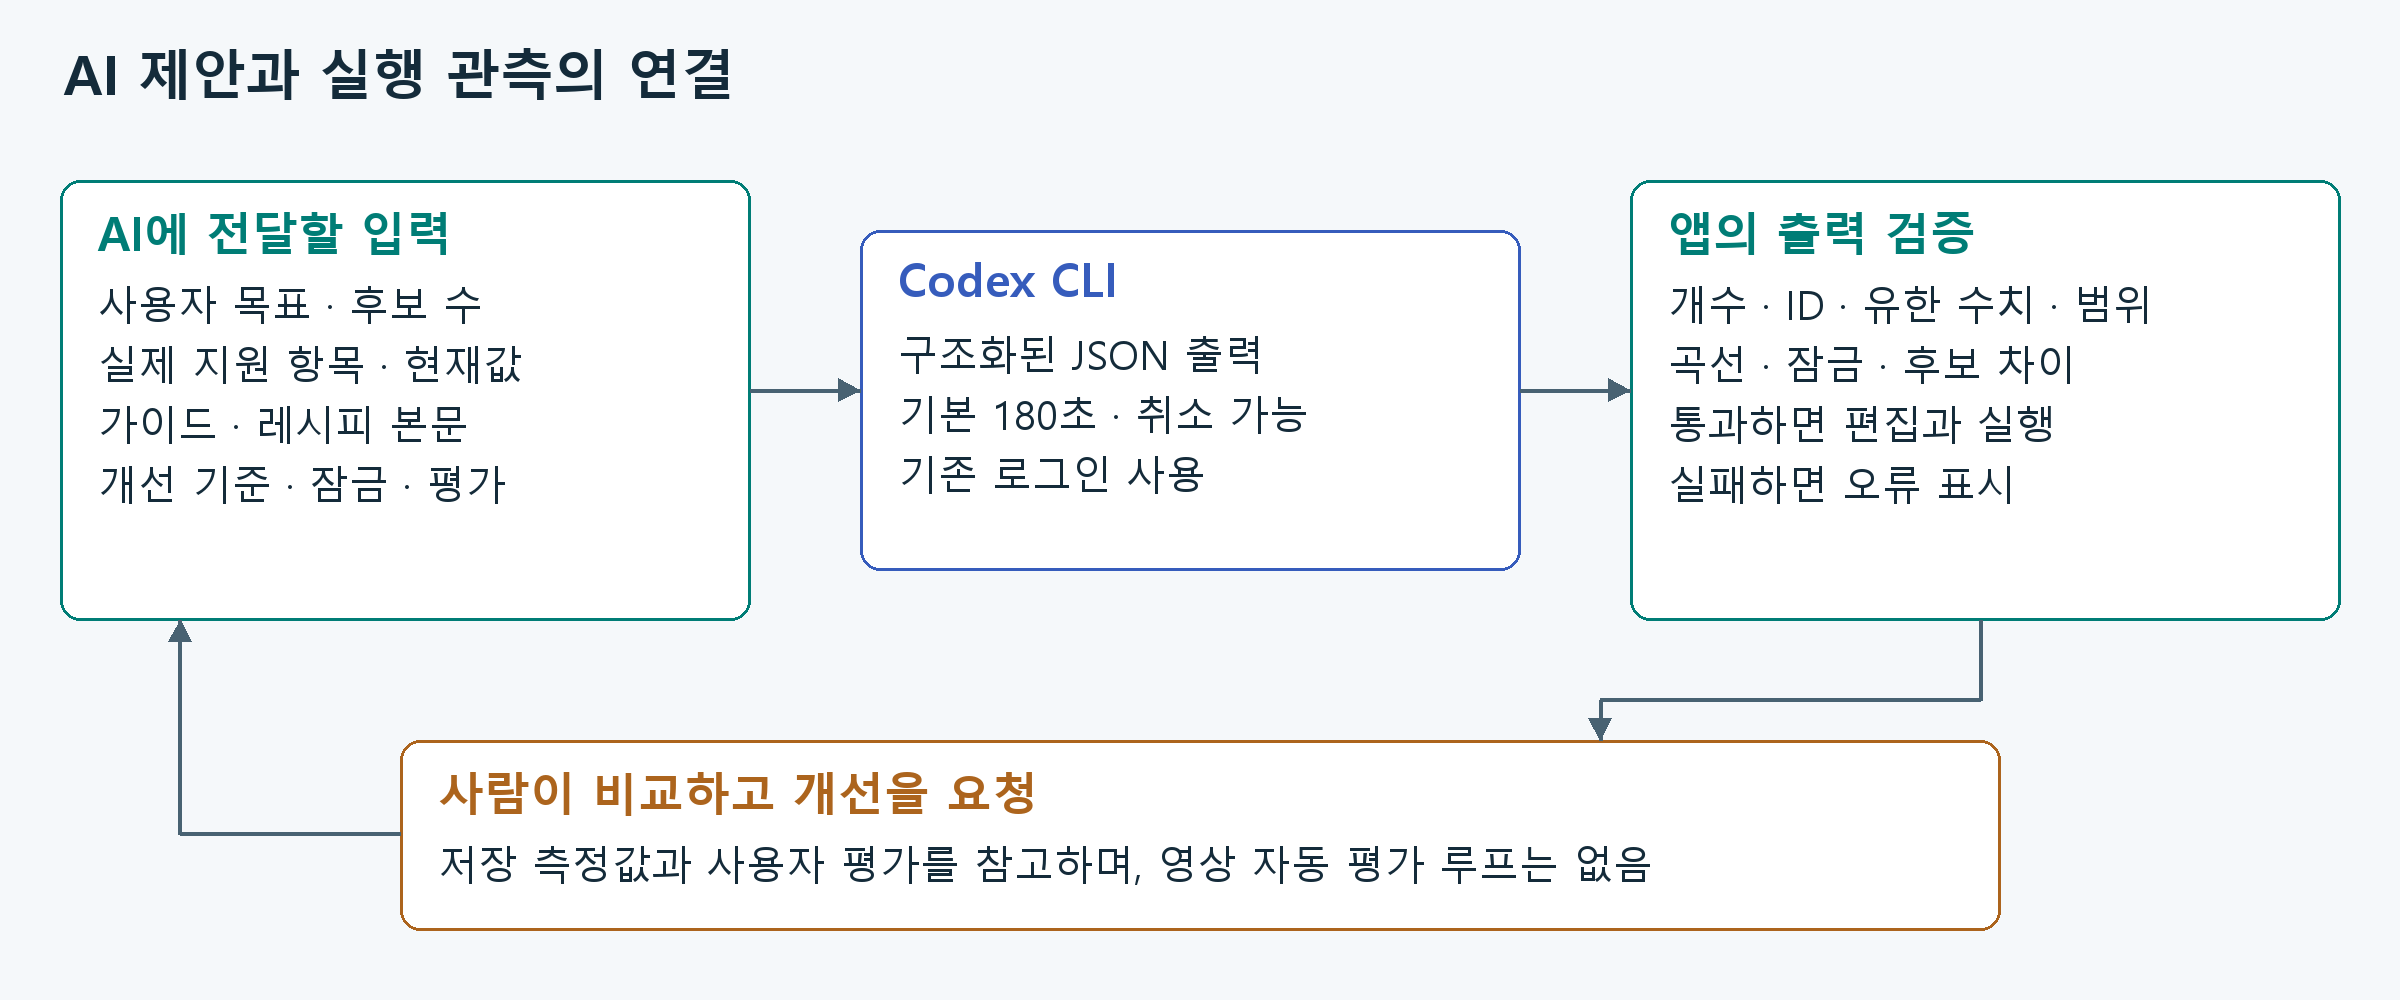 AI 제안과 실행 관측의 연결
AI에 전달할 입력
사용자 목표 · 후보 수
실제 지원 항목 · 현재값
가이드 · 레시피 본문
개선 기준 · 잠금 · 평가
Codex CLI
구조화된 JSON 출력
기본 180초 · 취소 가능
기존 로그인 사용
앱의 출력 검증
개수 · ID · 유한 수치 · 범위
곡선 · 잠금 · 후보 차이
통과하면 편집과 실행
실패하면 오류 표시
사람이 비교하고 개선을 요청
저장 측정값과 사용자 평가를 참고하며, 영상 자동 평가 루프는 없음